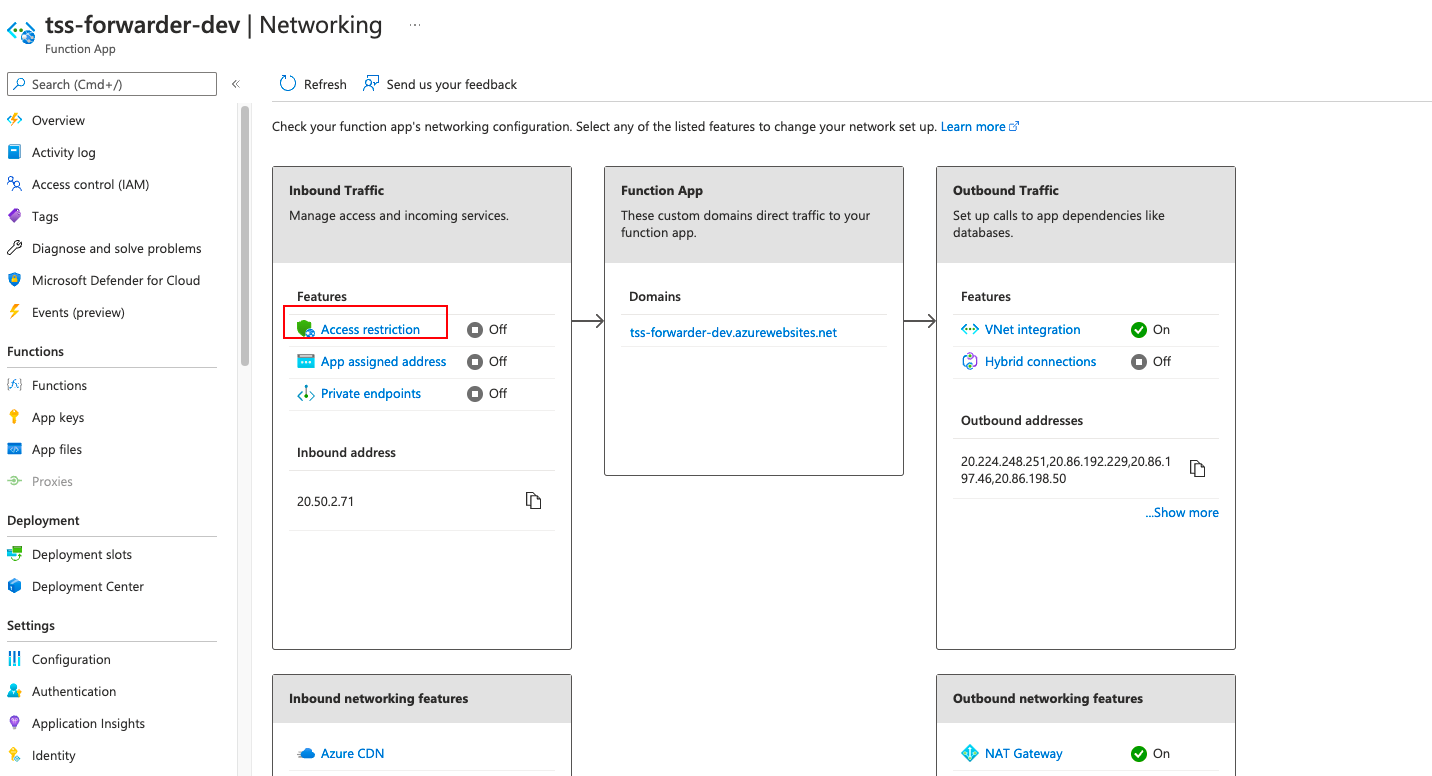 tss-forwarder-dev | Networking ...
Function App
Search (Cmd+/)
«
Overview
Activity log
Access control (IAM)
Tags
Diagnose and solve problems
Microsoft Defender for Cloud
Events (preview)
Functions
Functions
App keys
App files
Proxies
Deployment
Deployment slots
Deployment Center
Settings
Configuration
Authentication
Application Insights
Identity
Refresh
Send us your feedback
Check your function app's networking configuration. Select any of the listed features to change your network set up. Learn more
Inbound Traffic
Manage access and incoming services.
Features
Access restriction Off
App assigned address Off
Private endpoints Off
Inbound address
20.50.2.71
Function App
These custom domains direct traffic to your
function app.
Domains
tss-forwarder-dev.azurewebsites.net
Outbound Traffic
Set up calls to app dependencies like
databases.
Features
VNet integration On
Hybrid connections Off
Outbound addresses
20.224.248.251,20.86.192.229,20.86.1
97.46,20.86.198.50
...Show more
Inbound networking features
Azure CDN
Outbound networking features
NAT Gateway On